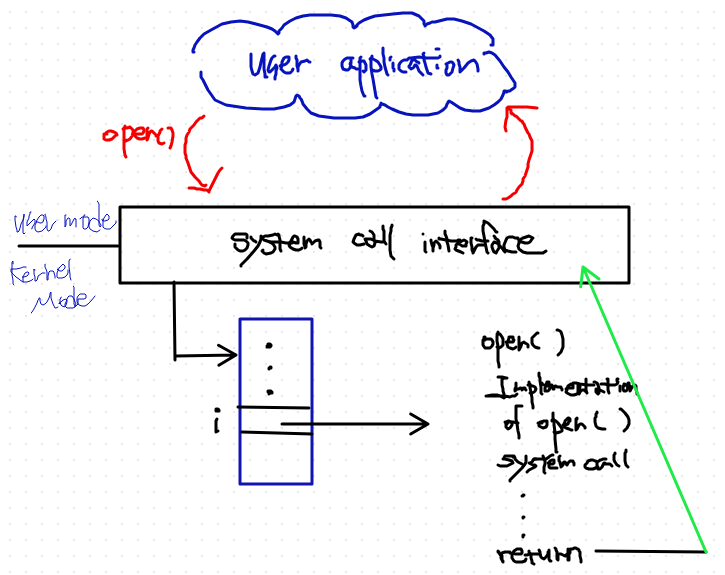 User application
open()
User mode
system call interface
Kernel
Mode
open( )
Implementation
of open( )
system call
i
return